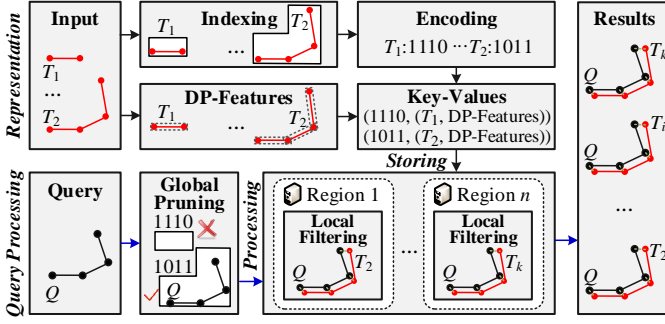 Representation
Input
T1
...
T2
Indexing
T1
...
T2
Encoding
T1:1110 ···T2:1011
DP-Features
T1
...
T2
Key-Values
(1110, (T1, DP-Features))
(1011, (T2, DP-Features))
Storing
Query Processing
Query
Q
Global
Pruning
1110
1011
Q
Processing
Region 1
Local
Filtering
Q
T2
...
Region n
Local
Filtering
Q
Tk
Results
Tk
Q
Ti
Q
...
T2
Q